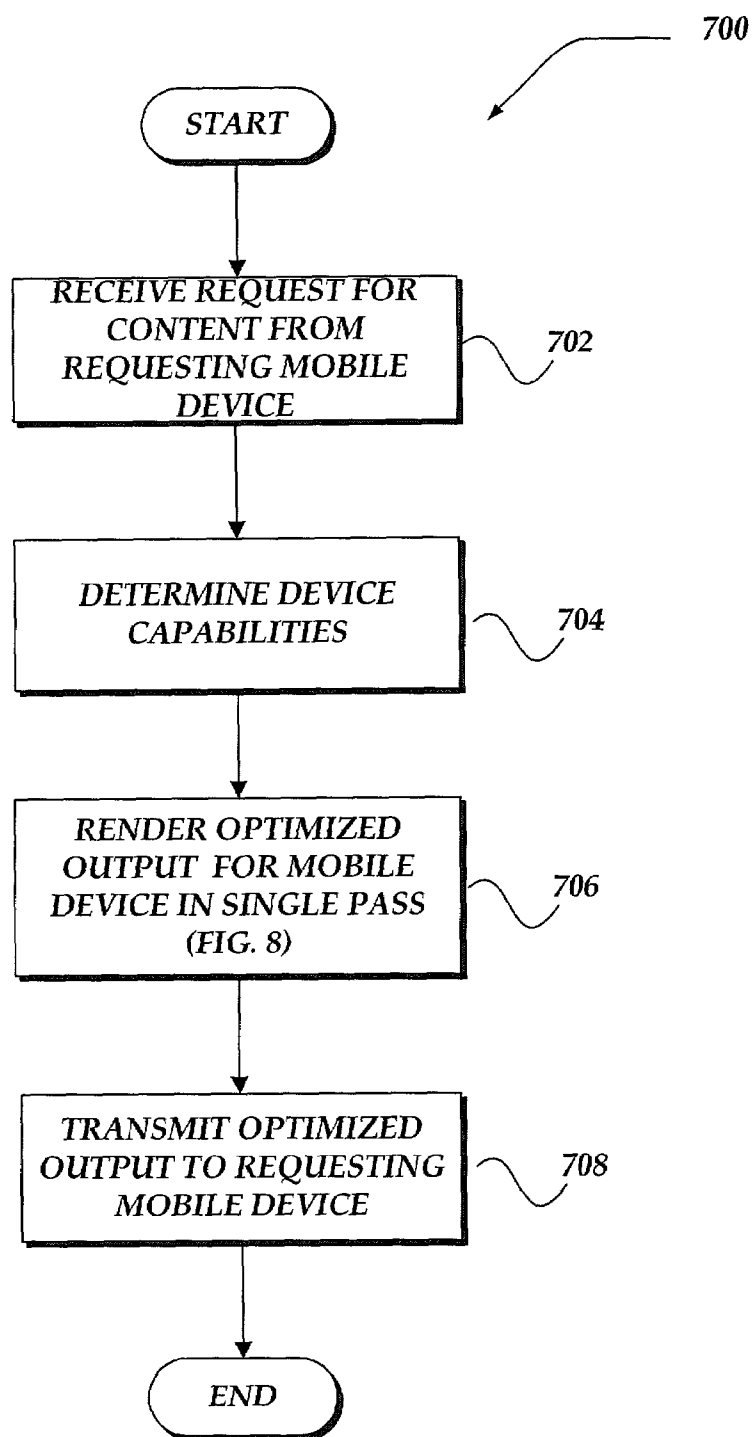 700
START
RECEIVE REQUEST FOR
CONTENT FROM
REQUESTING MOBILE
DEVICE
702
DETERMINE DEVICE
CAPABILITIES
704
RENDER OPTIMIZED
OUTPUT FOR MOBILE
DEVICE IN SINGLE PASS
(FIG. 8)
706
TRANSMIT OPTIMIZED
OUTPUT TO REQUESTING
MOBILE DEVICE
708
END